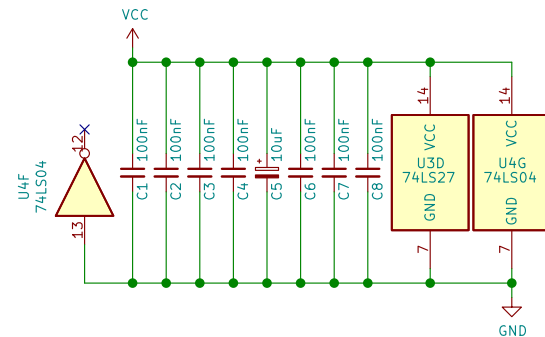 VCC
12
U4F
74LS04
13
100nF
C1
100nF
C2
100nF
C3
100nF
C4
+
10uF
C5
100nF
C6
100nF
C7
100nF
C8
14
VCC
U3D
74LS27
GND
7
14
VCC
U4G
74LS04
GND
7
GND